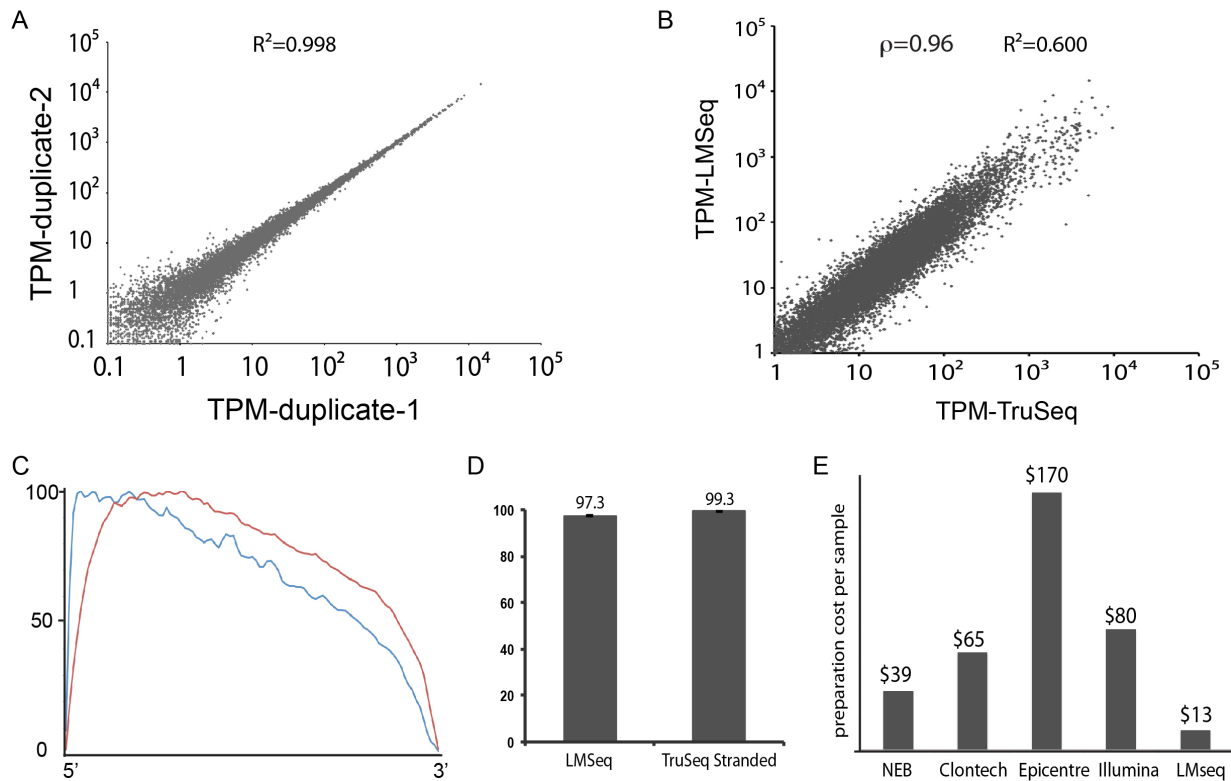 A
R²=0.998
10⁵
10⁴
10³
10²
10
1
0.1
TPM-duplicate-2
0.1
1
10
10²
10³
10⁴
10⁵
TPM-duplicate-1
B
ρ=0.96
R²=0.600
10⁵
10⁴
10³
10²
10
1
TPM-LMSeq
1
10
10²
10³
10⁴
10⁵
TPM-TruSeq
C
100
50
0
5'
3'
D
97.3
99.3
100
80
60
40
20
0
LMSeq
TruSeq Stranded
E
preparation cost per sample
$39
$65
$170
$80
$13
NEB
Clontech
Epicentre
Illumina
LMseq